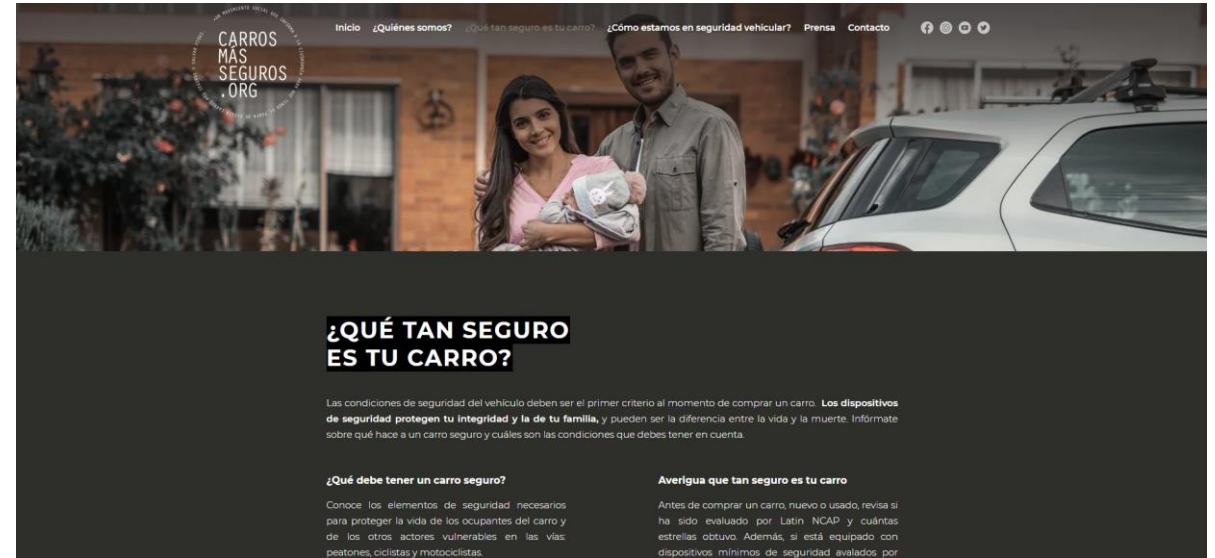 Inicio ¿Quiénes somos? ¿Qué tan seguro es tu carro? ¿Cómo estamos en seguridad vehicular? Prensa Contacto
CARROS
MÁS
SEGUROS
.ORG
¿QUÉ TAN SEGURO
ES TU CARRO?
Las condiciones de seguridad del vehículo deben ser el primer criterio al momento de comprar un carro. Los dispositivos
de seguridad protegen tu integridad y la de tu familia, y pueden ser la diferencia entre la vida y la muerte. Infórmate
sobre qué hace a un carro seguro y cuáles son las condiciones que debes tener en cuenta.
¿Qué debe tener un carro seguro?
Conoce los elementos de seguridad necesarios
para proteger la vida de los ocupantes del carro y
de los otros actores vulnerables en las vías:
peatones, ciclistas y motociclistas.
Averigua que tan seguro es tu carro
Antes de comprar un carro, nuevo o usado, revisa si
ha sido evaluado por Latin NCAP y cuántas
estrellas obtuvo. Además, si está equipado con
dispositivos mínimos de seguridad avalados por